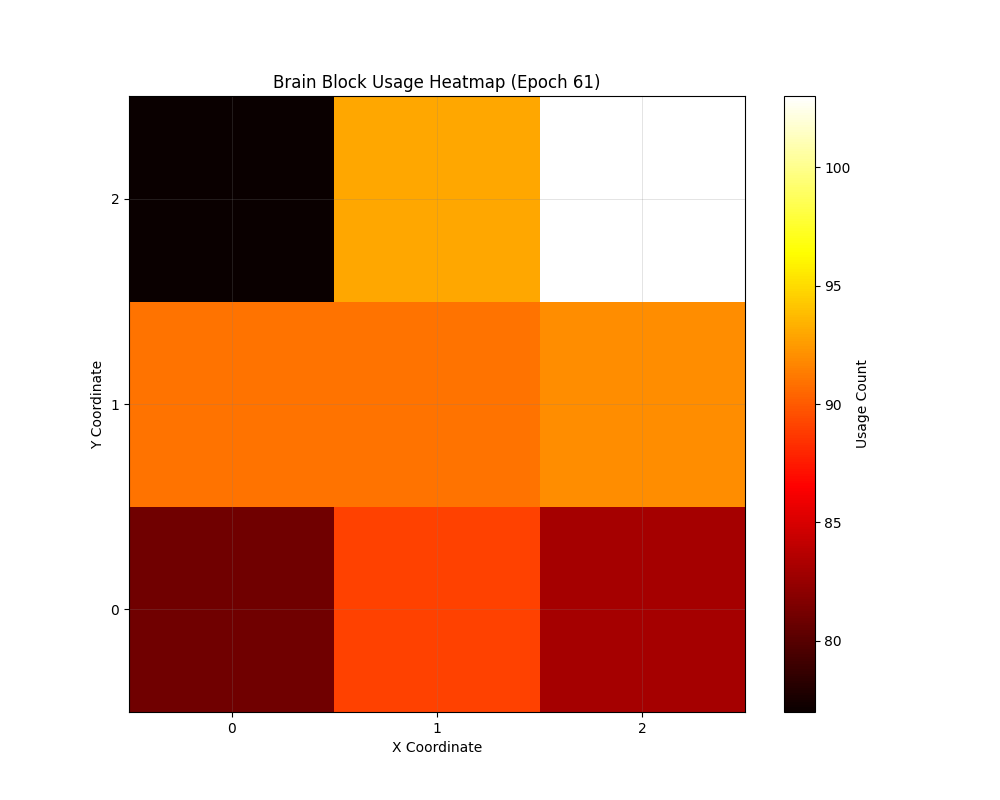 Brain Block Usage Heatmap (Epoch 61)
2
1
0
Y Coordinate
0 1 2
X Coordinate
100
95
90
85
80
Usage Count